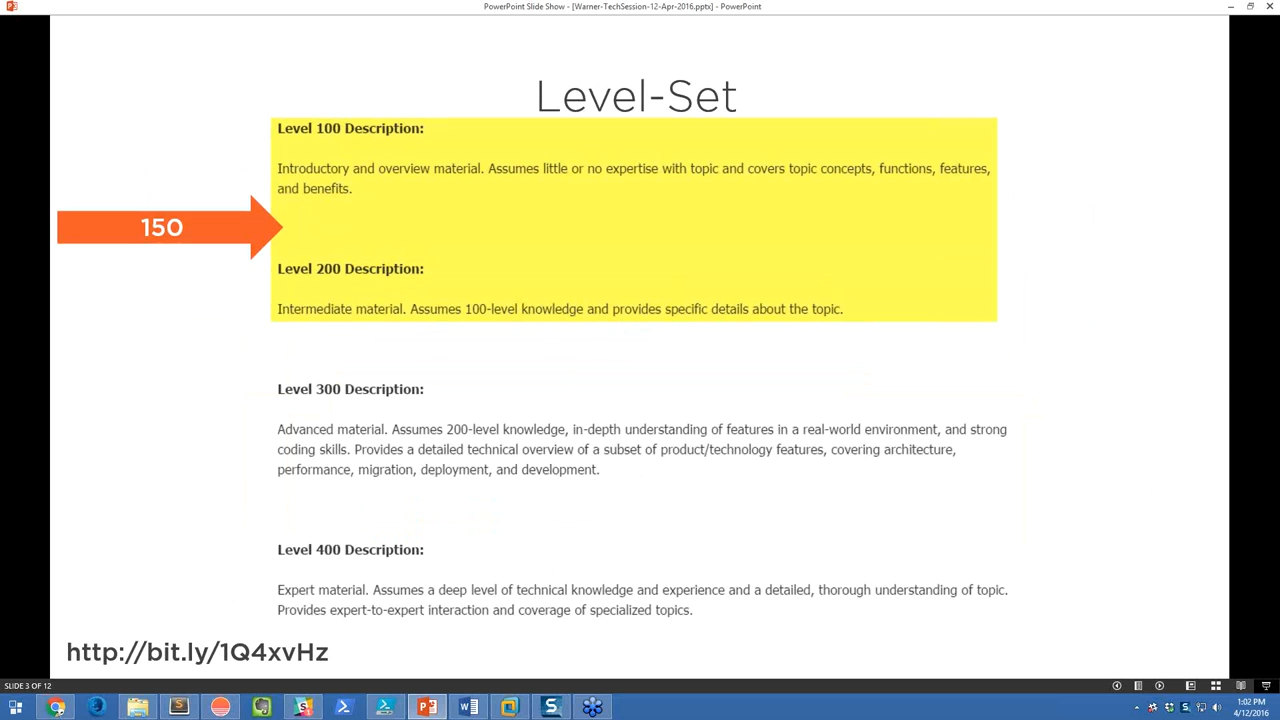 PowerPoint Slide Show - [Warner-TechSession-12-Apr-2016.pptx] - PowerPoint
Level-Set
Level 100 Description:
Introductory and overview material. Assumes little or no expertise with topic and covers topic concepts, functions, features,
and benefits.
150
Level 200 Description:
Intermediate material. Assumes 100-level knowledge and provides specific details about the topic.
Level 300 Description:
Advanced material. Assumes 200-level knowledge, in-depth understanding of features in a real-world environment, and strong
coding skills. Provides a detailed technical overview of a subset of product/technology features, covering architecture,
performance, migration, deployment, and development.
Level 400 Description:
Expert material. Assumes a deep level of technical knowledge and experience and a detailed, thorough understanding of topic.
Provides expert-to-expert interaction and coverage of specialized topics.
http://bit.ly/1Q4xvHz
SLIDE 3 OF 12
1:02 PM
4/12/2016